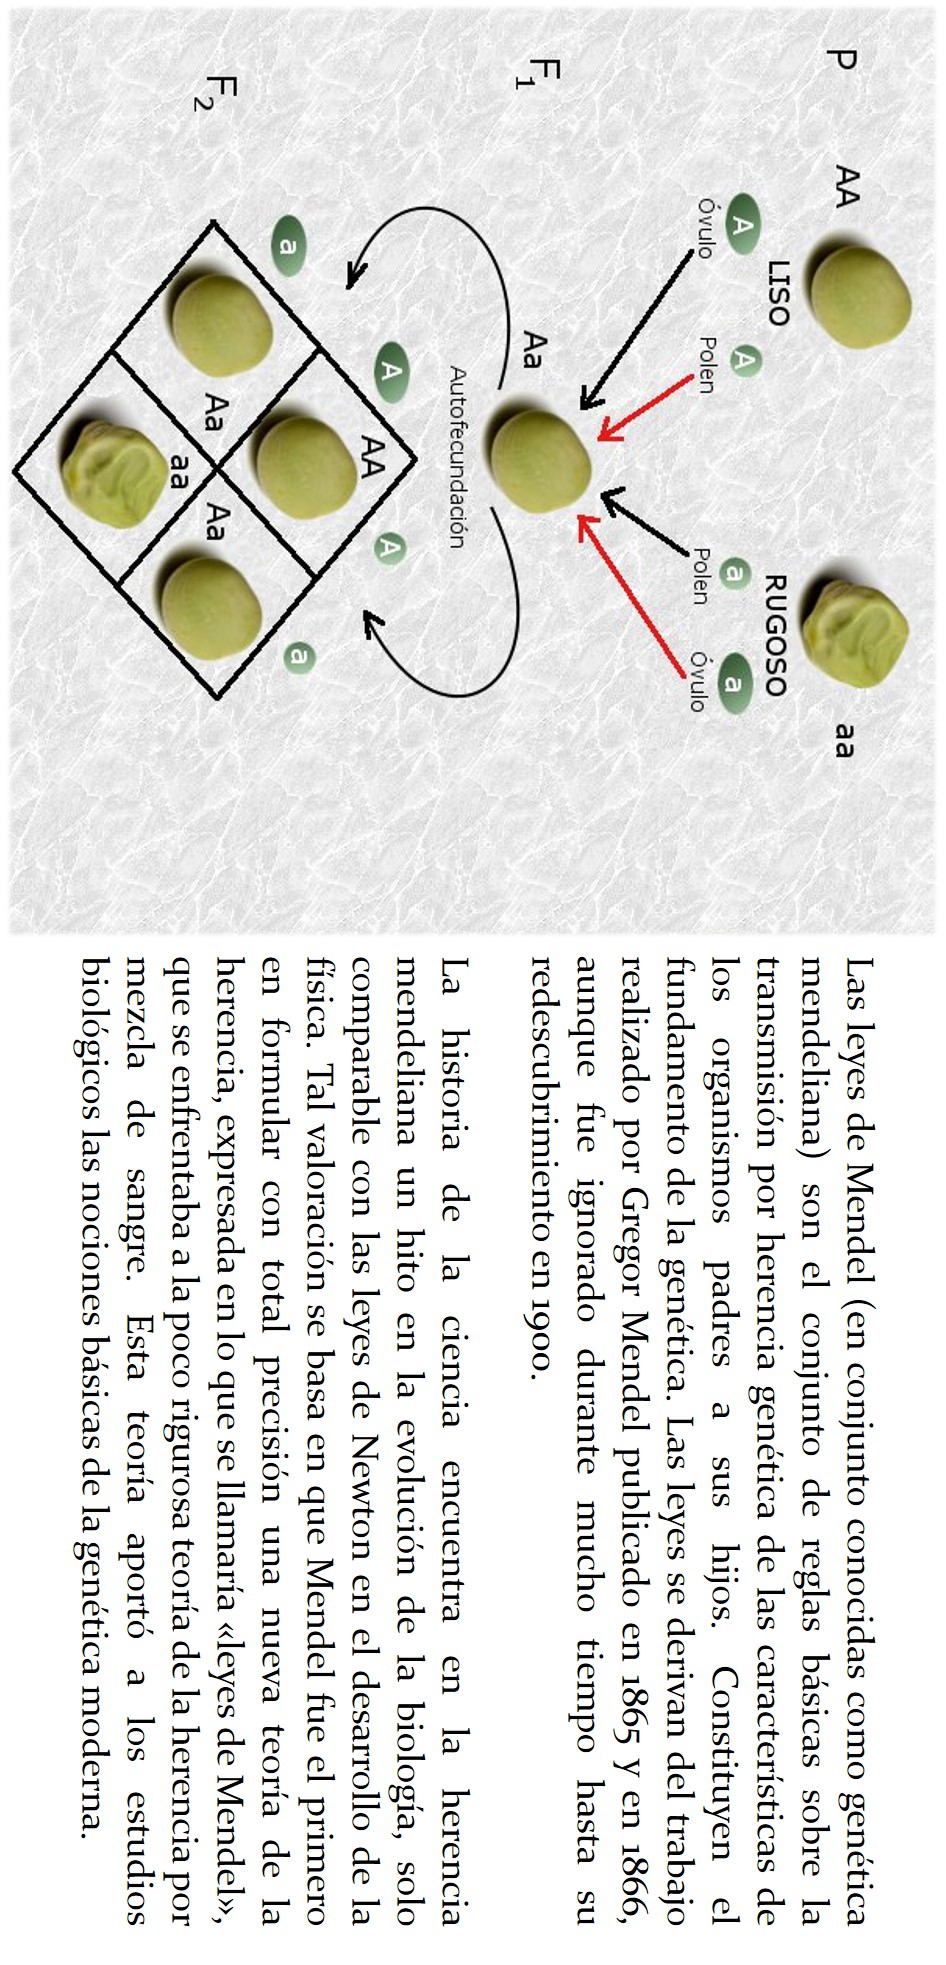 P
AA
aa
LISO
RUGOSO
A
A
a
a
Óvulo
Polen
Polen
Óvulo
F1
Aa
Autofecundación
A
A
F2
a
a
AA
Aa
Aa
aa
Las leyes de Mendel (en conjunto conocidas como genética
mendeliana) son el conjunto de reglas básicas sobre la
transmisión por herencia genética de las características de
los organismos padres a sus hijos. Constituyen el
fundamento de la genética. Las leyes se derivan del trabajo
realizado por Gregor Mendel publicado en 1865 y en 1866,
aunque fue ignorado durante mucho tiempo hasta su
redescubrimiento en 1900.
La historia de la ciencia encuentra en la herencia
mendeliana un hito en la evolución de la biología, solo
comparable con las leyes de Newton en el desarrollo de la
física. Tal valoración se basa en que Mendel fue el primero
en formular con total precisión una nueva teoría de la
herencia, expresada en lo que se llamaría «leyes de Mendel»,
que se enfrentaba a la poco rigurosa teoría de la herencia por
mezcla de sangre. Esta teoría aportó a los estudios
biológicos las nociones básicas de la genética moderna.